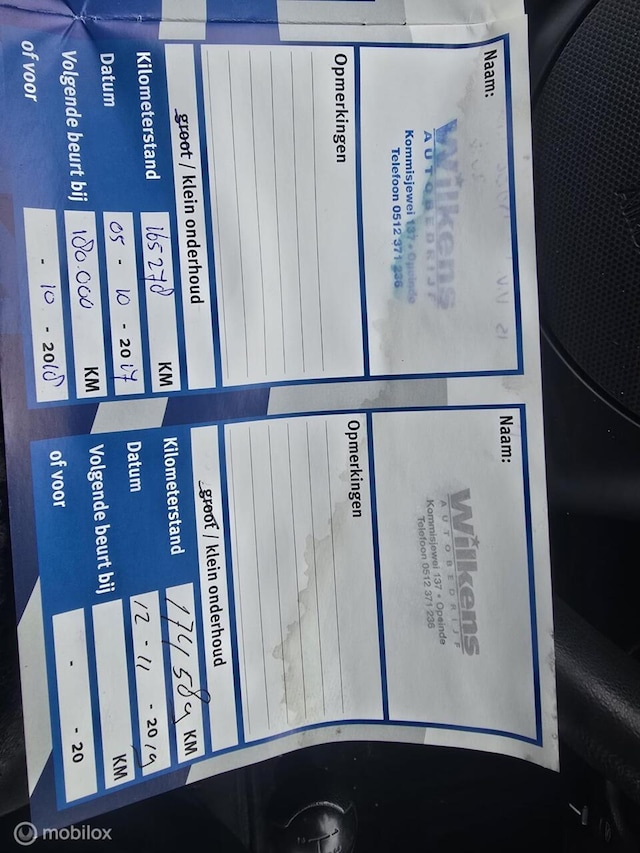 Naam:
Wilkens
AUTOBEDRIJF
Kommisjewei 137 • Opeinde
Telefoon 0512 371 236
Opmerkingen
groot / klein onderhoud
Kilometerstand 165278 KM
Datum 05 - 10 - 2017
Volgende beurt bij 180.000 KM
of voor - 10 - 2018
Naam:
Wilkens
AUTOBEDRIJF
Kommisjewei 137 • Opeinde
Telefoon 0512 371 236
Opmerkingen
groot / klein onderhoud
Kilometerstand 174589 KM
Datum 12 - 11 - 2019
Volgende beurt bij KM
of voor - - 20
mobilox